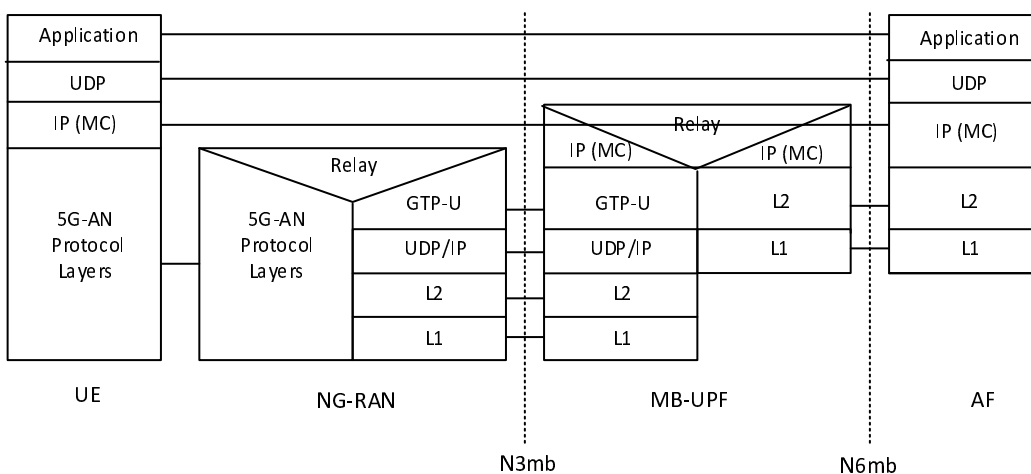 Application
UDP
IP (MC)
5G-AN
Protocol
Layers
UE
Relay
5G-AN
Protocol
Layers
GTP-U
UDP/IP
L2
L1
NG-RAN
N3mb
Relay
IP (MC)
IP (MC)
GTP-U
UDP/IP
L2
L1
L2
L1
MB-UPF
N6mb
Application
UDP
IP (MC)
L2
L1
AF